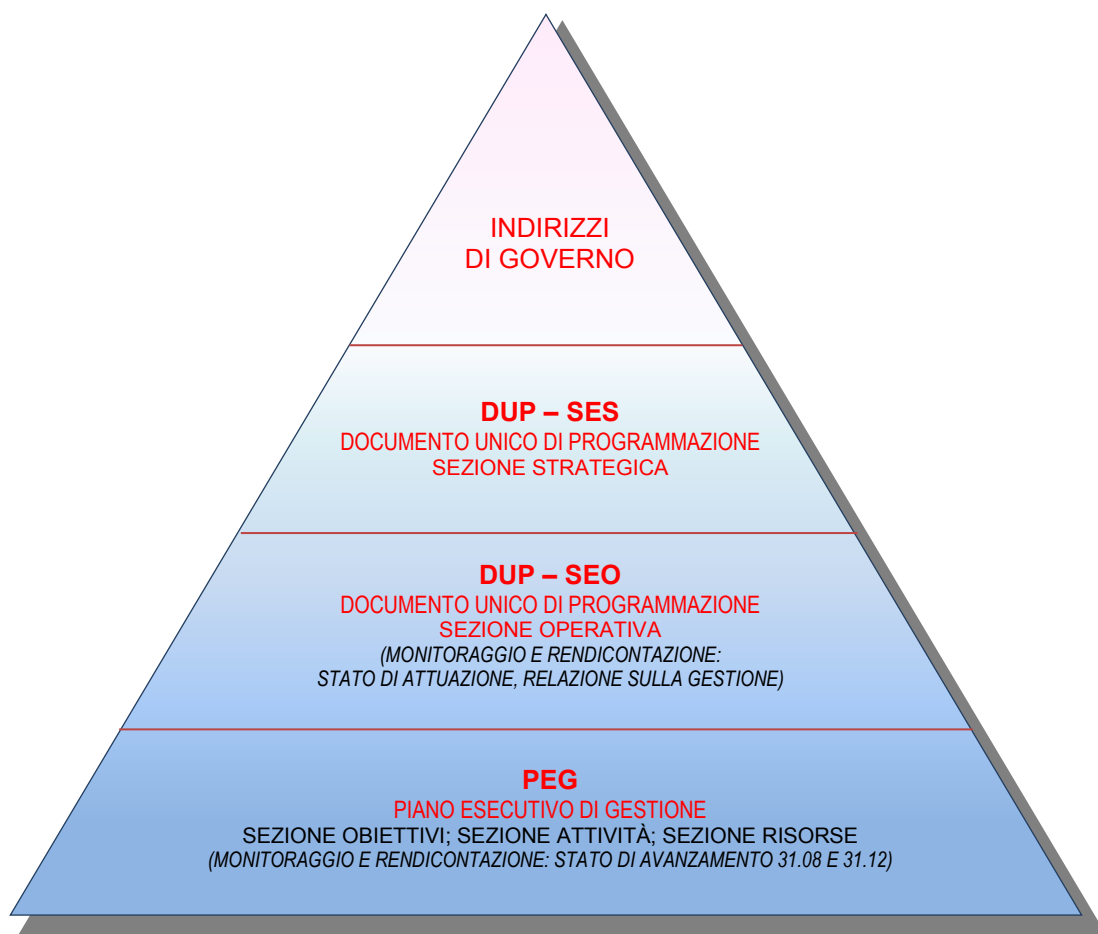 INDIRIZZI
DI GOVERNO
DUP – SES
DOCUMENTO UNICO DI PROGRAMMAZIONE
SEZIONE STRATEGICA
DUP – SEO
DOCUMENTO UNICO DI PROGRAMMAZIONE
SEZIONE OPERATIVA
(MONITORAGGIO E RENDICONTAZIONE:
STATO DI ATTUAZIONE, RELAZIONE SULLA GESTIONE)
PEG
PIANO ESECUTIVO DI GESTIONE
SEZIONE OBIETTIVI; SEZIONE ATTIVITÀ; SEZIONE RISORSE
(MONITORAGGIO E RENDICONTAZIONE: STATO DI AVANZAMENTO 31.08 E 31.12)